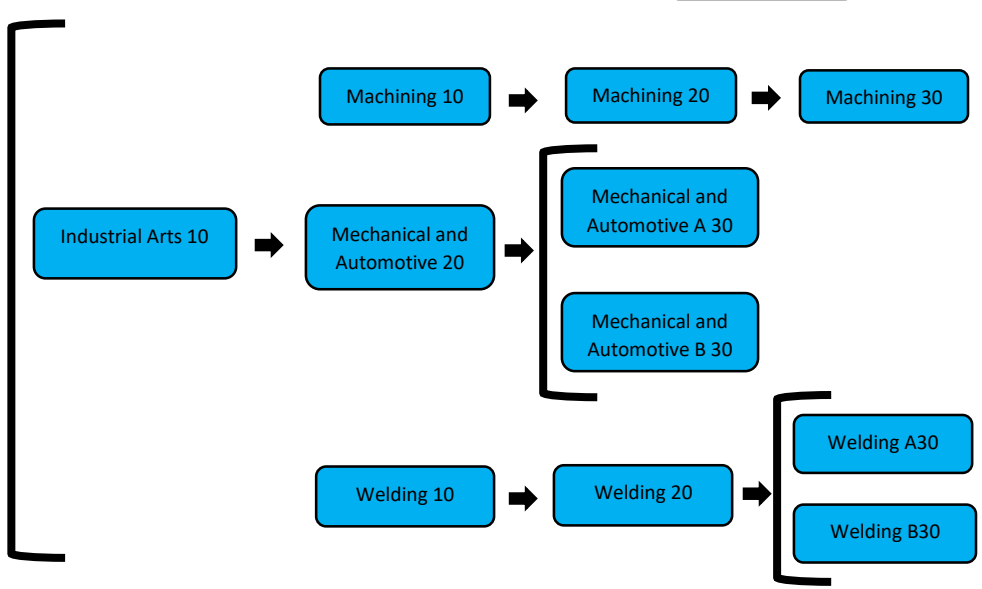 Machining 10
Machining 20
Machining 30
Industrial Arts 10
Mechanical and
Automotive 20
Mechanical and
Automotive A 30
Mechanical and
Automotive B 30
Welding 10
Welding 20
Welding A30
Welding B30